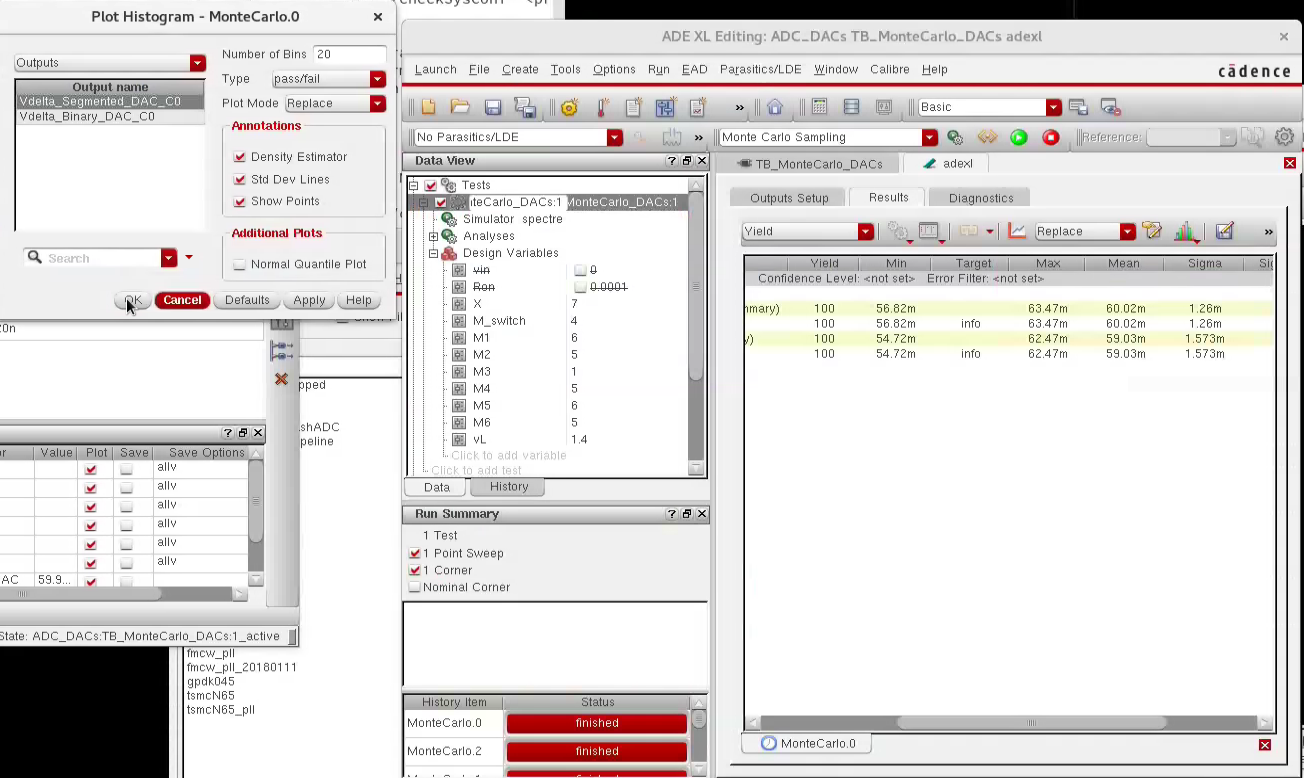 Plot Histogram - MonteCarlo.0
Outputs
Output name
Vdelta_Segmented_DAC_C0
Vdelta_Binary_DAC_C0
Search
Number of Bins 20
Type pass/fail
Plot Mode Replace
Annotations
Density Estimator
Std Dev Lines
Show Points
Additional Plots
Normal Quantile Plot
OK Cancel Defaults Apply Help
20n
pped
shADC
peline
Value Plot Save Save Options
allv
allv
allv
allv
allv
allv
AC 59.9...
State: ADC_DACs:TB_MonteCarlo_DACs:1_active
fmcw_pll
fmcw_pll_20180111
gpdk045
tsmcN65
tsmcN65_pll
ADE XL Editing: ADC_DACs TB_MonteCarlo_DACs adexl
Launch File Create Tools Options Run EAD Parasitics/LDE Window Calibre Help
cādence
» Basic
No Parasitics/LDE » Monte Carlo Sampling Reference:
Data View
Tests
teCarlo_DACs:1 MonteCarlo_DACs:1
Simulator spectre
Analyses
Design Variables
vin 0
Ron 0.0001
X 7
M_switch 4
M1 6
M2 5
M3 1
M4 5
M5 6
M6 5
vL 1.4
Click to add variable
Click to add test
Data History
Run Summary
1 Test
1 Point Sweep
1 Corner
Nominal Corner
History Item Status
MonteCarlo.0 finished
MonteCarlo.2 finished
TB_MonteCarlo_DACs adexl
Outputs Setup Results Diagnostics
Yield Replace »
Yield Min Target Max Mean Sigma Sig
Confidence Level: <not set> Error Filter: <not set>
mary) 100 56.82m 63.47m 60.02m 1.26m
100 56.82m info 63.47m 60.02m 1.26m
y) 100 54.72m 62.47m 59.03m 1.573m
100 54.72m info 62.47m 59.03m 1.573m
MonteCarlo.0